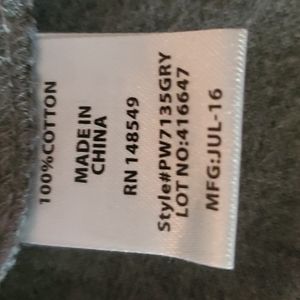 100%COTTON
MADE IN
CHINA
RN 148549
Style#PW7135GRY
LOT NO:416647
MFG:JUL-16